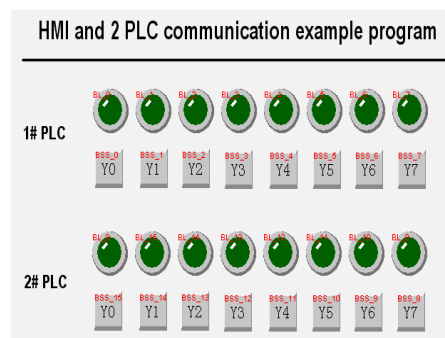 HMI and 2 PLC communication example program
1# PLC
BSS_0 BSS_1 BSS_2 BSS_3 BSS_4 BSS_5 BSS_6 BSS_7
Y0 Y1 Y2 Y3 Y4 Y5 Y6 Y7
2# PLC
BSS_15 BSS_14 BSS_13 BSS_12 BSS_11 BSS_10 BSS_9 BSS_8
Y0 Y1 Y2 Y3 Y4 Y5 Y6 Y7